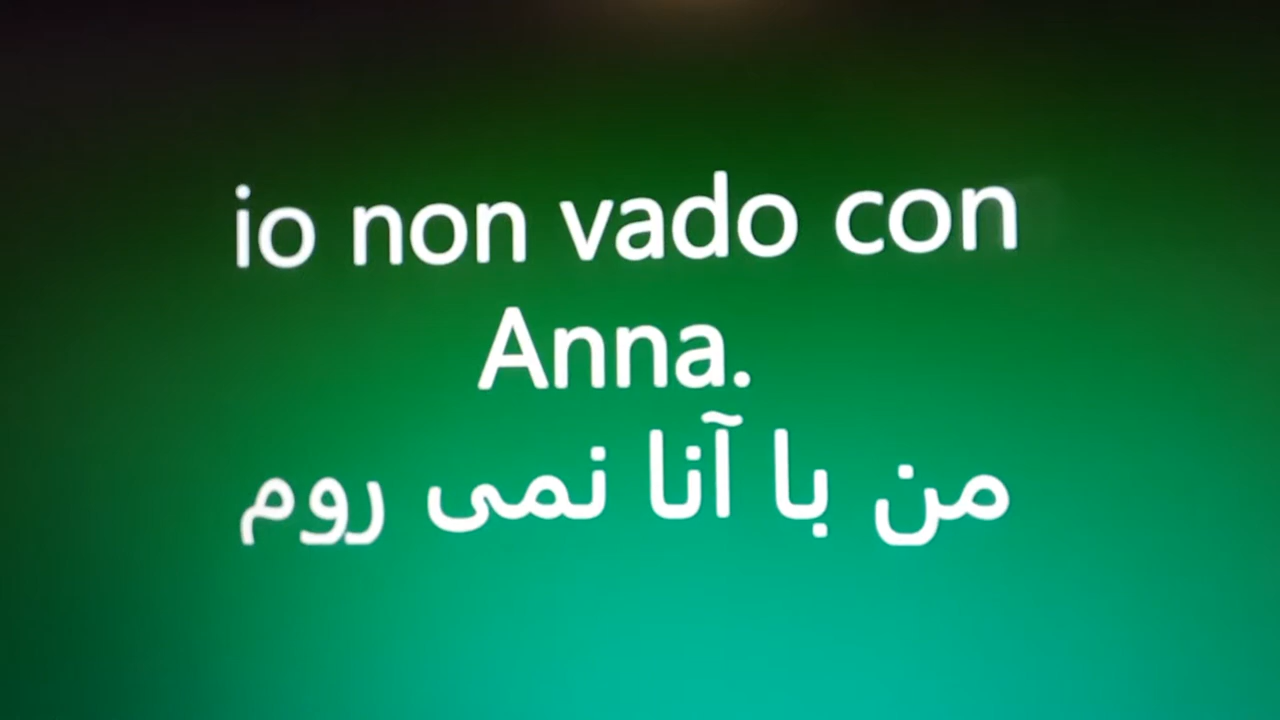 io non vado con
Anna.
من با آنا نمی روم